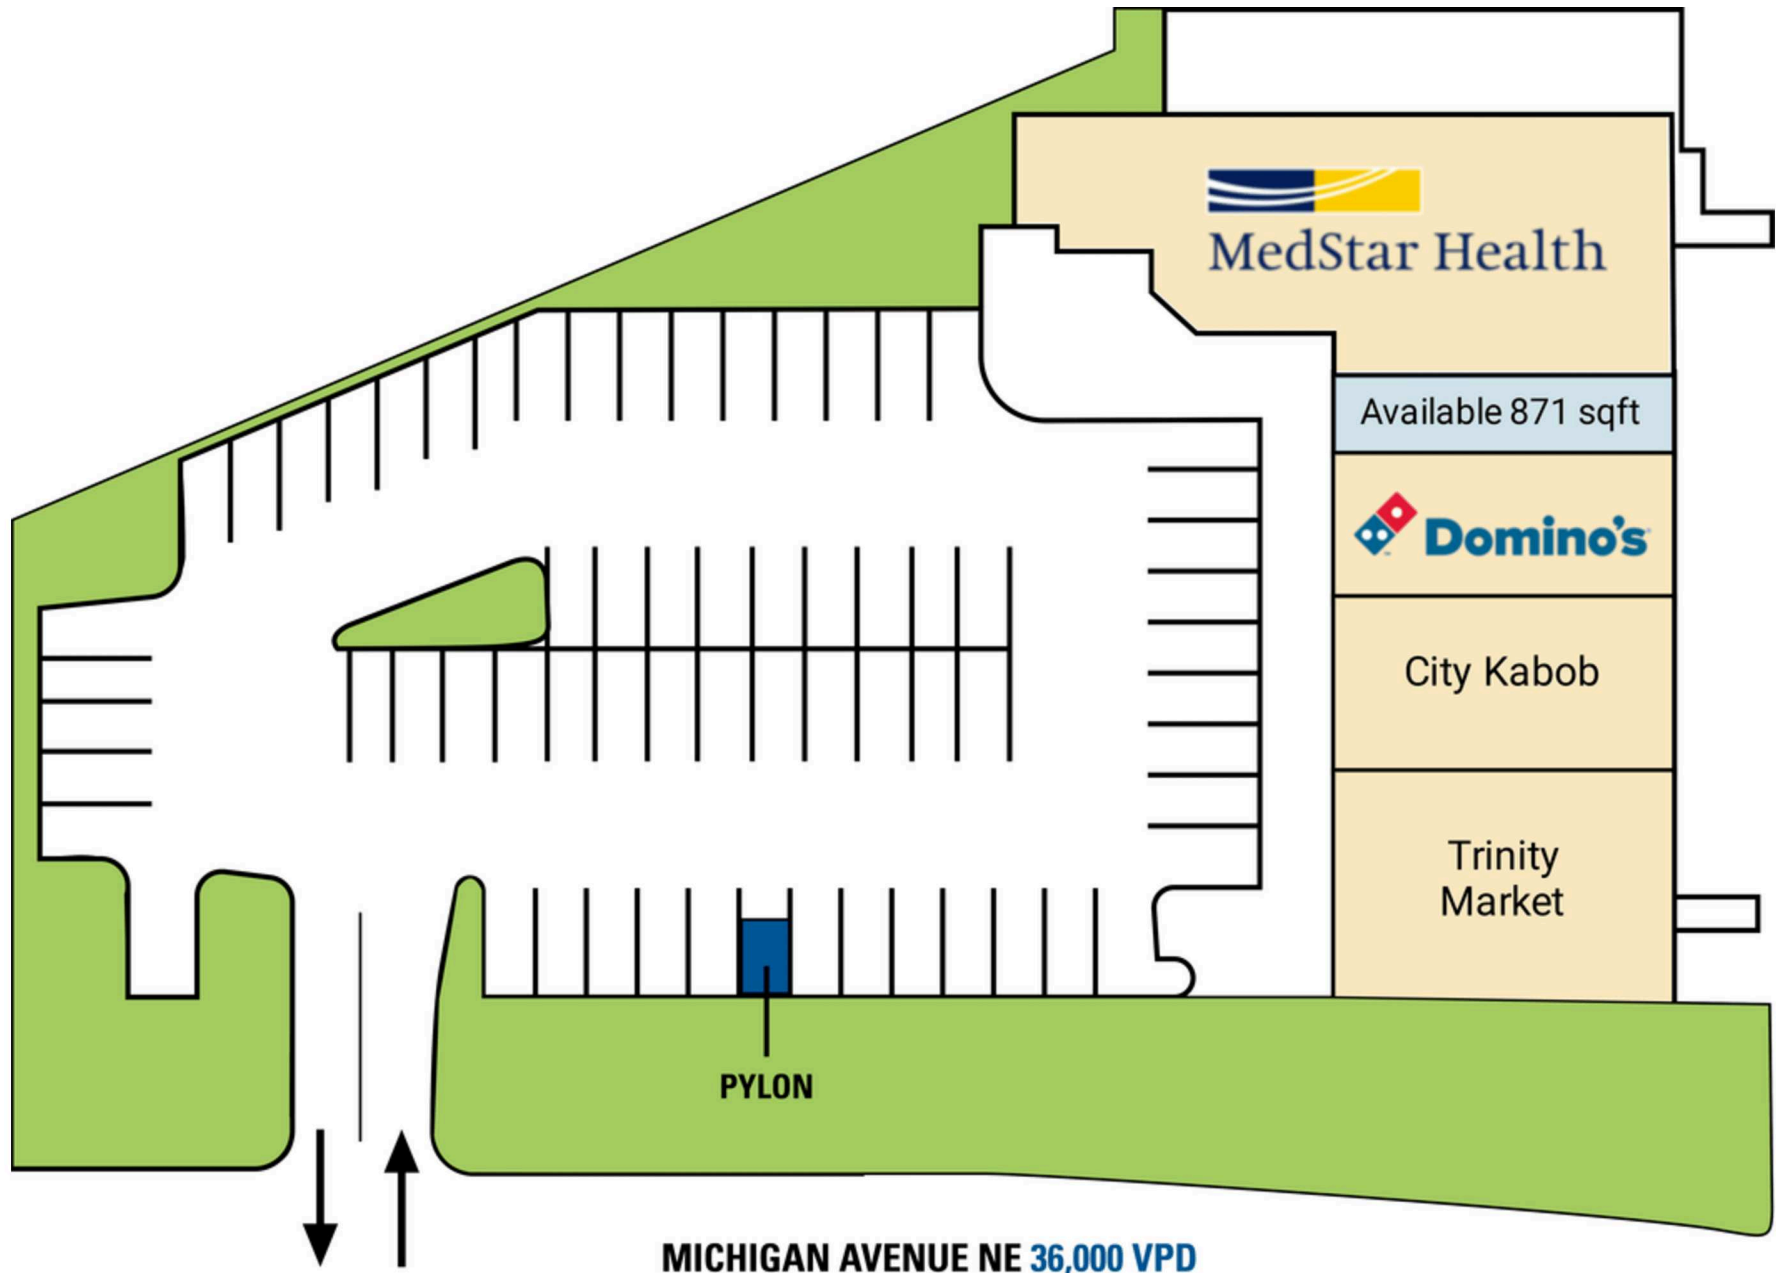 MedStar Health
Available 871 sqft
Domino's
City Kabob
Trinity
Market
PYLON
MICHIGAN AVENUE NE 36,000 VPD